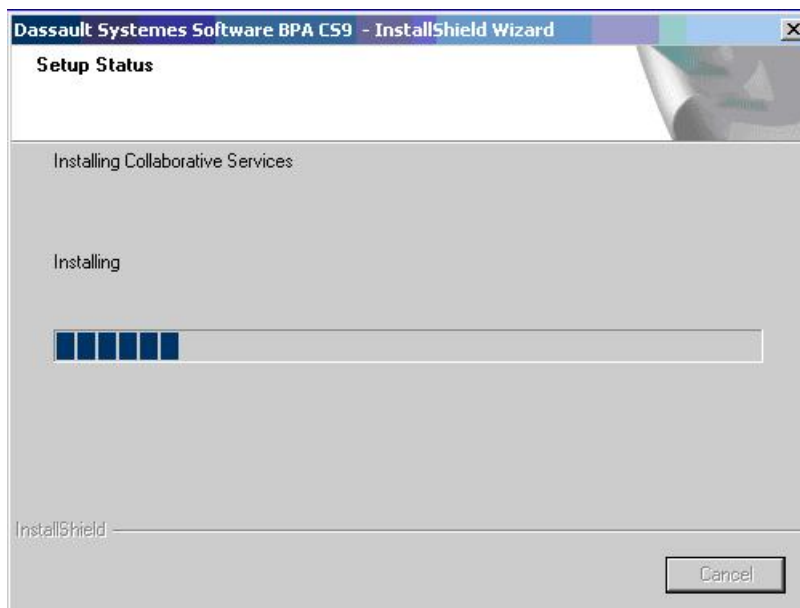 Dassault Systemes Software BPA CS9 - InstallShield Wizard
Setup Status
Installing Collaborative Services
Installing
InstallShield
Cancel